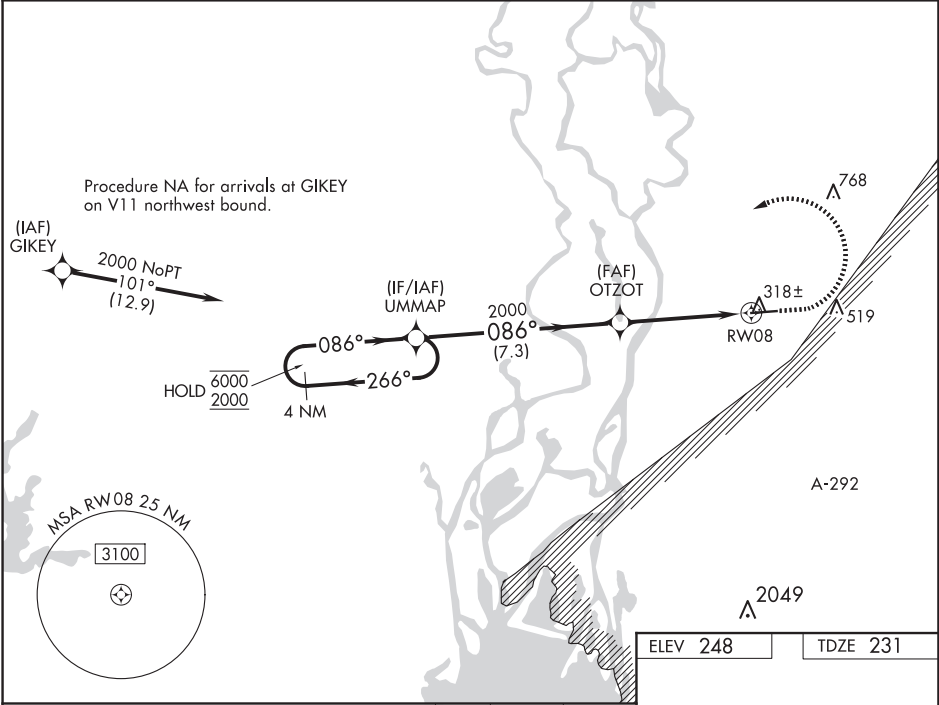 Procedure NA for arrivals at GIKEY
on V11 northwest bound.
768
(IAF)
GIKEY
2000 NoPT
101°
(12.9)
(IF/IAF)
UMMAP
(FAF)
OTZOT
2000
086°
(7.3)
318±
RW08
519
086°
266°
HOLD
6000
2000
4 NM
A-292
MSA RW08 25 NM
3100
2049
ELEV 248
TDZE 231